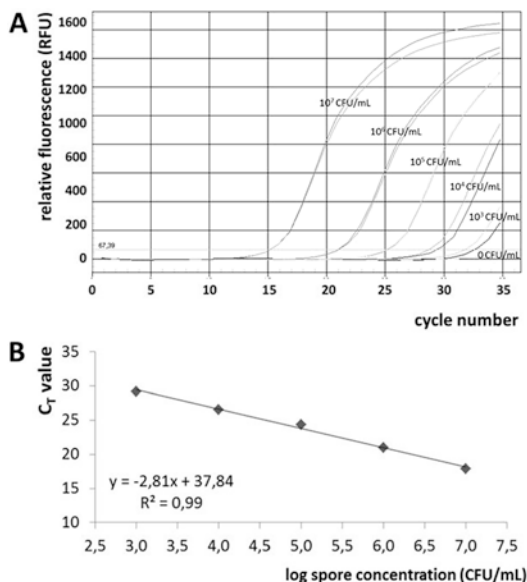 A
relative fluorescence (RFU)
1600
1400
1200
1000
800
600
400
200
0
67,39
10⁷ CFU/mL
10⁶ CFU/mL
10⁵ CFU/mL
10⁴ CFU/mL
10³ CFU/mL
0 CFU/mL
0 5 10 15 20 25 30 35
cycle number
B
C_T value
35
30
25
20
15
10
y = -2,81x + 37,84
R² = 0,99
2,5 3,0 3,5 4,0 4,5 5,0 5,5 6,0 6,5 7,0 7,5
log spore concentration (CFU/mL)